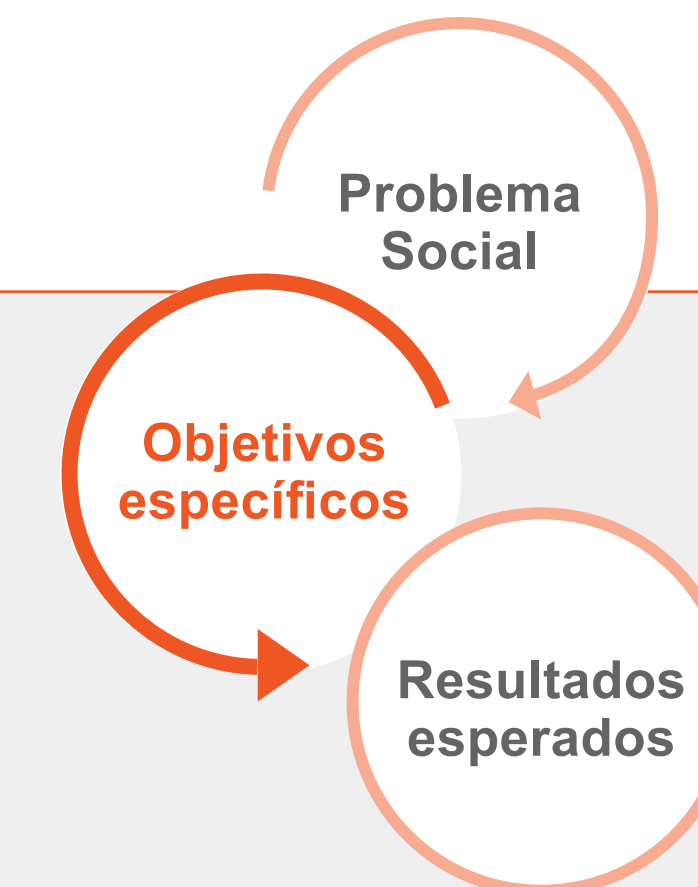 Problema
Social
Objetivos
específicos
Resultados
esperados